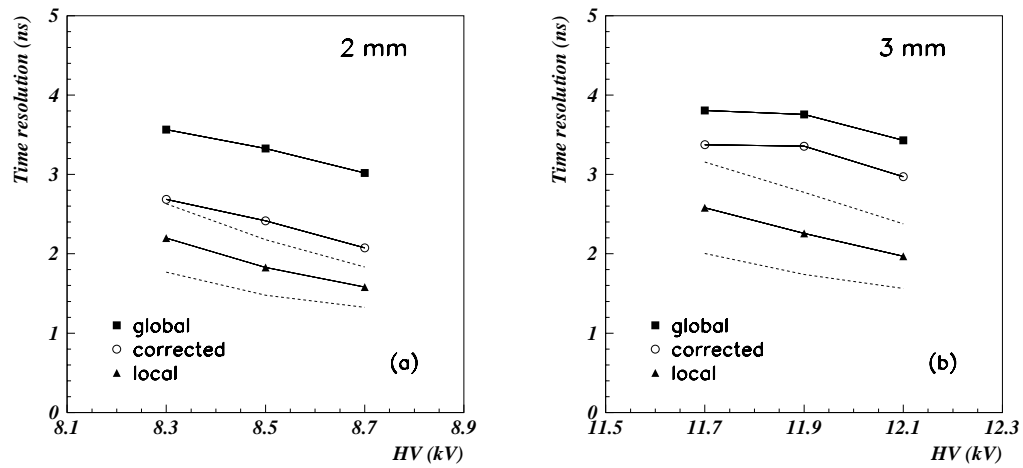 Time resolution (ns)
5
4
3
2
1
0
2 mm
global
corrected
local
(a)
8.1
8.3
8.5
8.7
8.9
HV (kV)
Time resolution (ns)
5
4
3
2
1
0
3 mm
global
corrected
local
(b)
11.5
11.7
11.9
12.1
12.3
HV (kV)